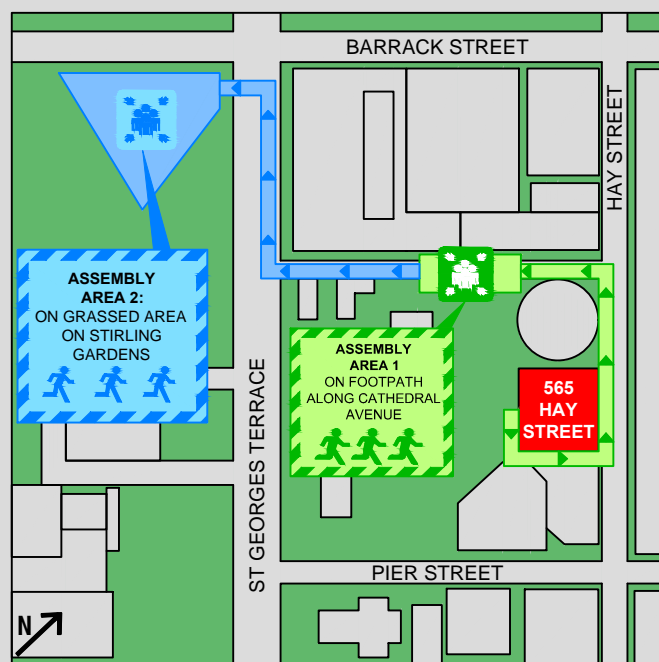 BARRACK STREET
HAY STREET
ASSEMBLY
AREA 2:
ON GRASSED AREA
ON STIRLING
GARDENS
ASSEMBLY
AREA 1
ON FOOTPATH
ALONG CATHEDRAL
AVENUE
565
HAY
STREET
ST GEORGES TERRACE
PIER STREET
N